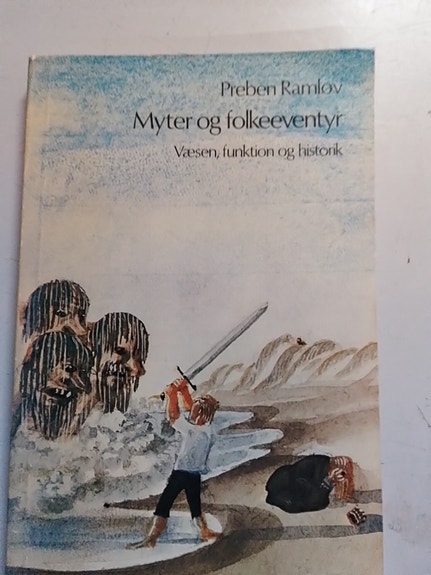 Preben Ramløv
Myter og folkeeventyr
Væsen, funktion og historik